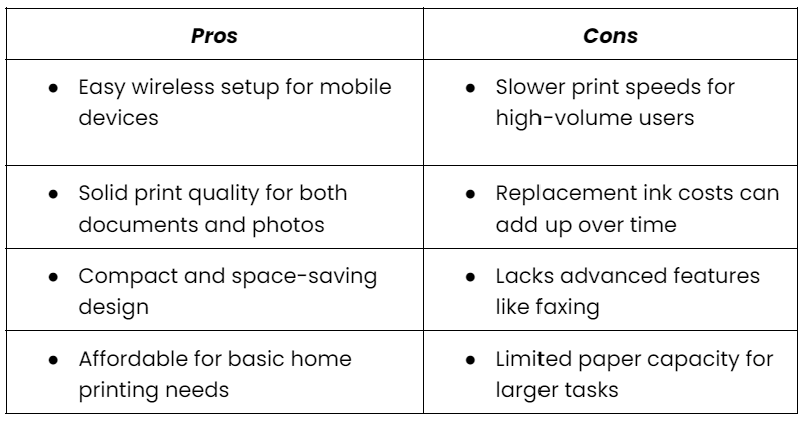 Pros
Cons
● Easy wireless setup for mobile
devices
● Slower print speeds for
high-volume users
● Solid print quality for both
documents and photos
● Replacement ink costs can
add up over time
● Compact and space-saving
design
● Lacks advanced features
like faxing
● Affordable for basic home
printing needs
● Limited paper capacity for
larger tasks